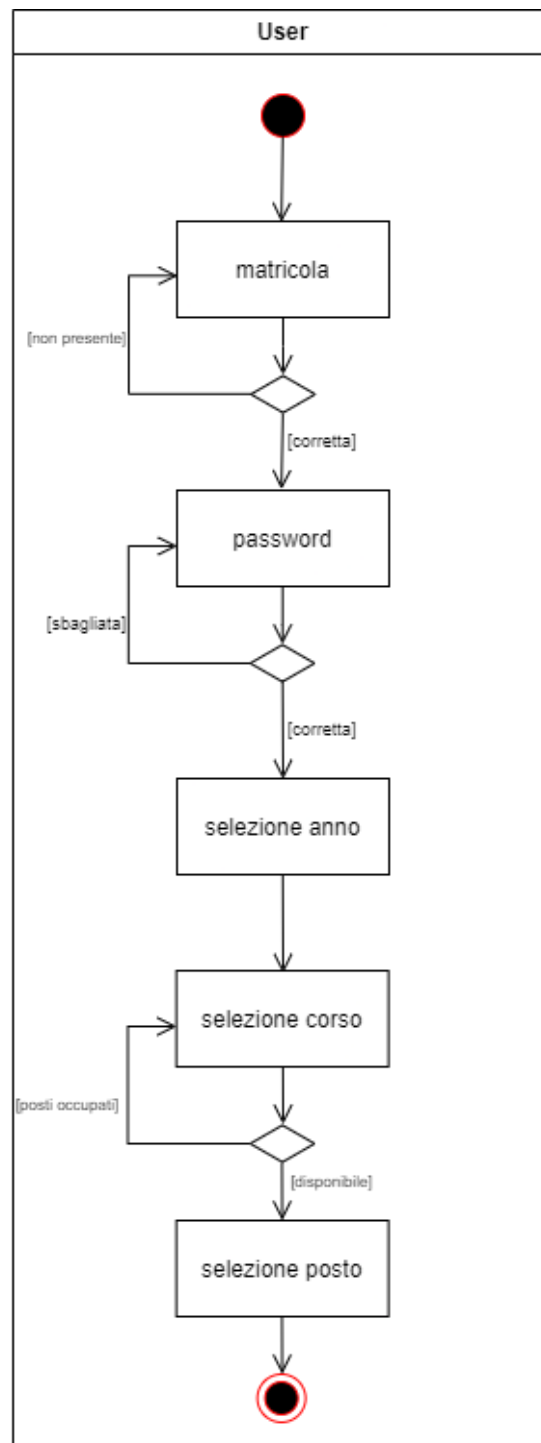 User
matricola
[non presente]
[corretta]
password
[sbagliata]
[corretta]
selezione anno
selezione corso
[posti occupati]
[disponibile]
selezione posto